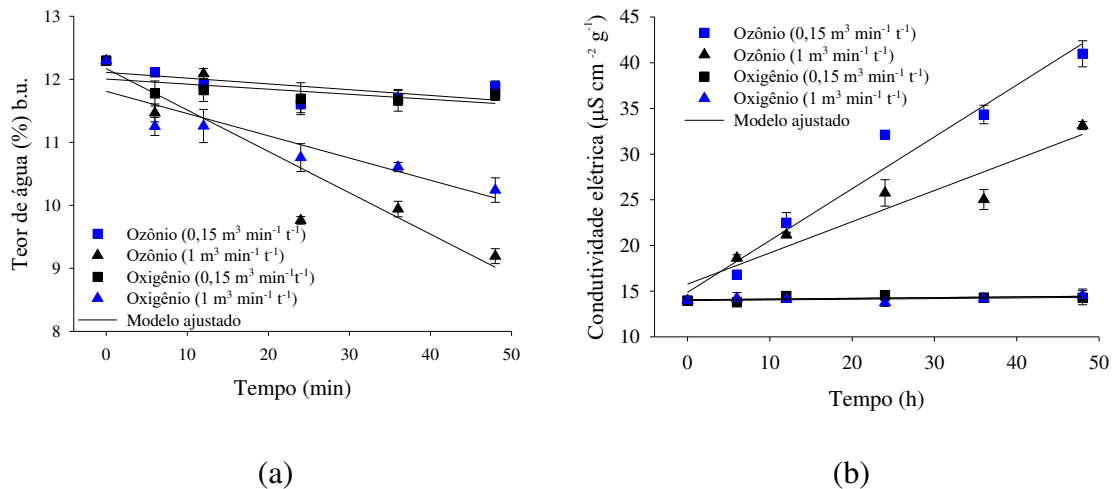 13
12
11
10
9
8
Teor de água (%) b.u.
Ozônio (0,15 m³ min⁻¹ t⁻¹)
Ozônio (1 m³ min⁻¹ t⁻¹)
Oxigênio (0,15 m³ min⁻¹t⁻¹)
Oxigênio (1 m³ min⁻¹ t⁻¹)
Modelo ajustado
0 10 20 30 40 50
Tempo (min)
(a)
45
40
35
30
25
20
15
10
Condutividade elétrica (µS cm ⁻² g⁻¹)
Ozônio (0,15 m³ min⁻¹ t⁻¹)
Ozônio (1 m³ min⁻¹ t⁻¹)
Oxigênio (0,15 m³ min⁻¹ t⁻¹)
Oxigênio (1 m³ min⁻¹ t⁻¹)
Modelo ajustado
0 10 20 30 40 50
Tempo (h)
(b)